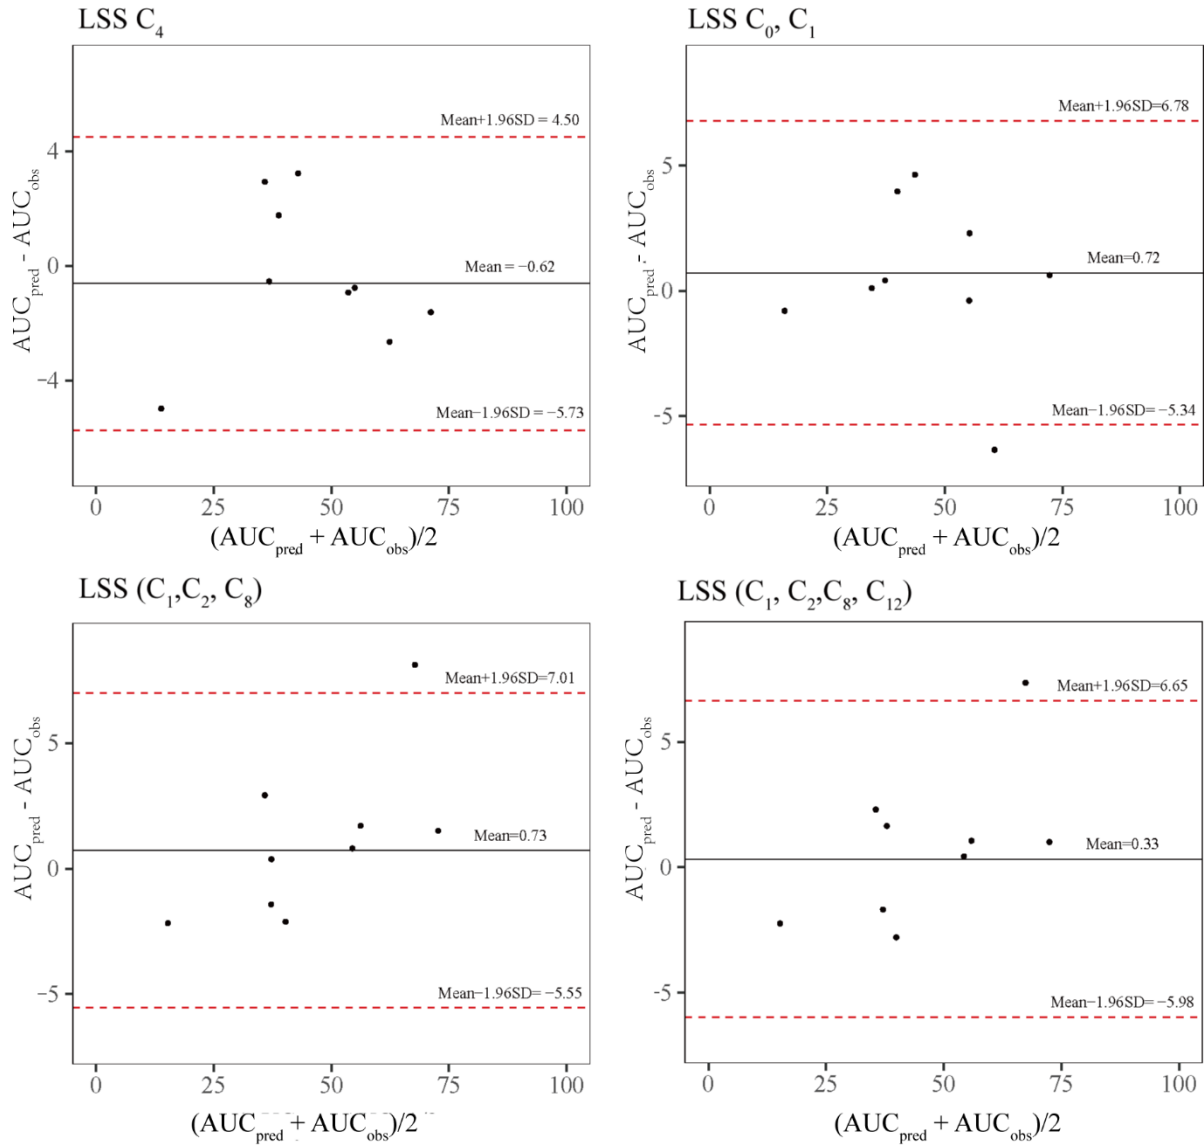 LSS C₄
Mean+1.96SD = 4.50
4
AUCpred - AUCobs
0
Mean = −0.62
−4
Mean−1.96SD = −5.73
0 25 50 75 100
(AUCpred + AUCobs)/2
LSS C₀, C₁
Mean+1.96SD=6.78
5
AUCpred - AUCobs
Mean=0.72
0
−5
Mean−1.96SD= −5.34
0 25 50 75 100
(AUCpred + AUCobs)/2
LSS (C₁,C₂, C₈)
Mean+1.96SD=7.01
5
AUCpred - AUCobs
Mean=0.73
0
Mean−1.96SD= −5.55
−5
0 25 50 75 100
(AUCpred + AUCobs)/2
LSS (C₁, C₂,C₈, C₁₂)
Mean+1.96SD=6.65
5
AUCpred - AUCobs
Mean=0.33
0
−5
Mean−1.96SD= −5.98
0 25 50 75 100
(AUCpred + AUCobs)/2